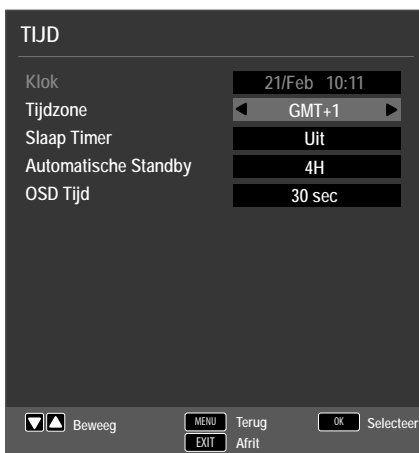 TIJD
Klok 21/Feb 10:11
Tijdzone GMT+1
Slaap Timer Uit
Automatische Standby 4H
OSD Tijd 30 sec
Beweeg MENU Terug OK Selecteer
EXIT Afrit